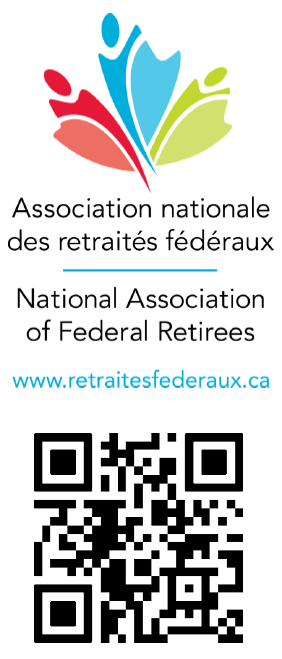 Association nationale
des retraités fédéraux
National Association
of Federal Retirees
www.retraitesfederaux.ca